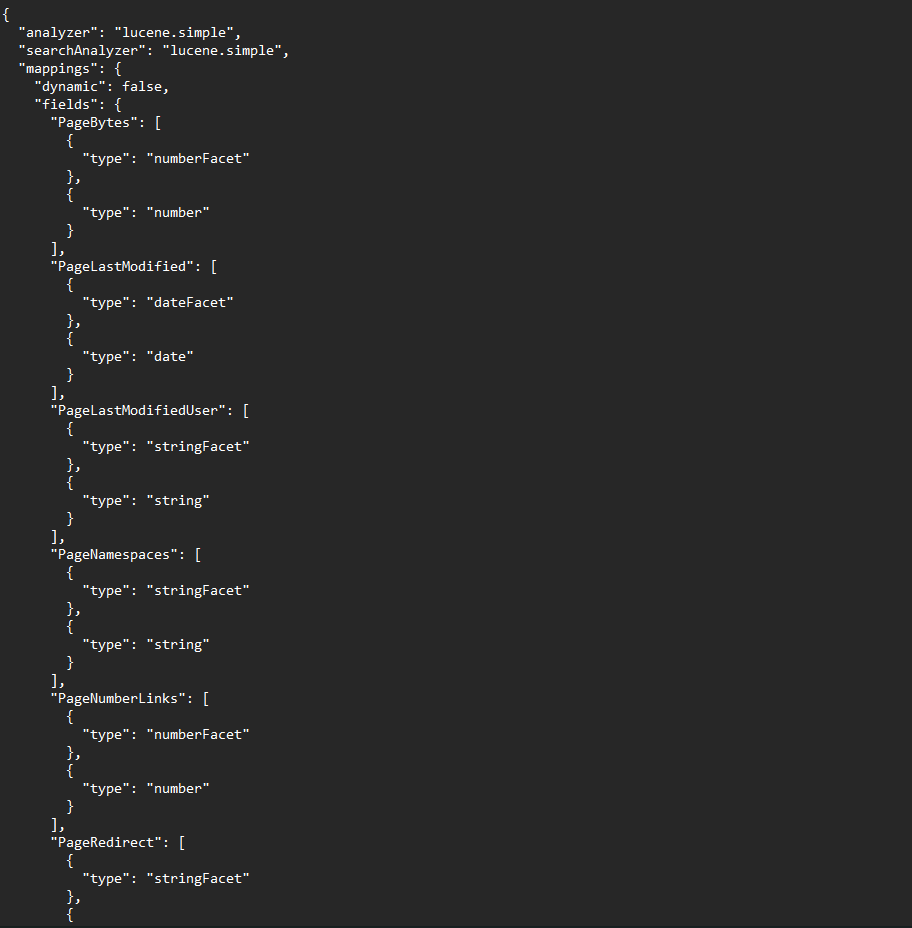 {
  "analyzer": "lucene.simple",
  "searchAnalyzer": "lucene.simple",
  "mappings": {
    "dynamic": false,
    "fields": {
      "PageBytes": [
        {
          "type": "numberFacet"
        },
        {
          "type": "number"
        }
      ],
      "PageLastModified": [
        {
          "type": "dateFacet"
        },
        {
          "type": "date"
        }
      ],
      "PageLastModifiedUser": [
        {
          "type": "stringFacet"
        },
        {
          "type": "string"
        }
      ],
      "PageNamespaces": [
        {
          "type": "stringFacet"
        },
        {
          "type": "string"
        }
      ],
      "PageNumberLinks": [
        {
          "type": "numberFacet"
        },
        {
          "type": "number"
        }
      ],
      "PageRedirect": [
        {
          "type": "stringFacet"
        },
        {